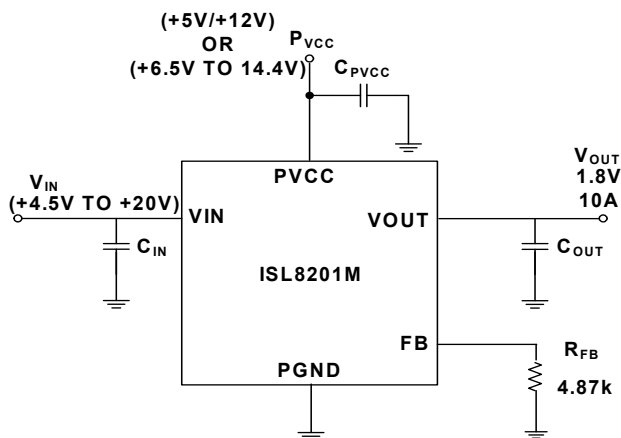 (+5V/+12V)
OR
(+6.5V TO 14.4V)
PVCC
CPVCC
PVCC
VIN
(+4.5V TO +20V)
VIN
CIN
VOUT
1.8V
10A
VOUT
COUT
ISL8201M
FB
RFB
4.87k
PGND